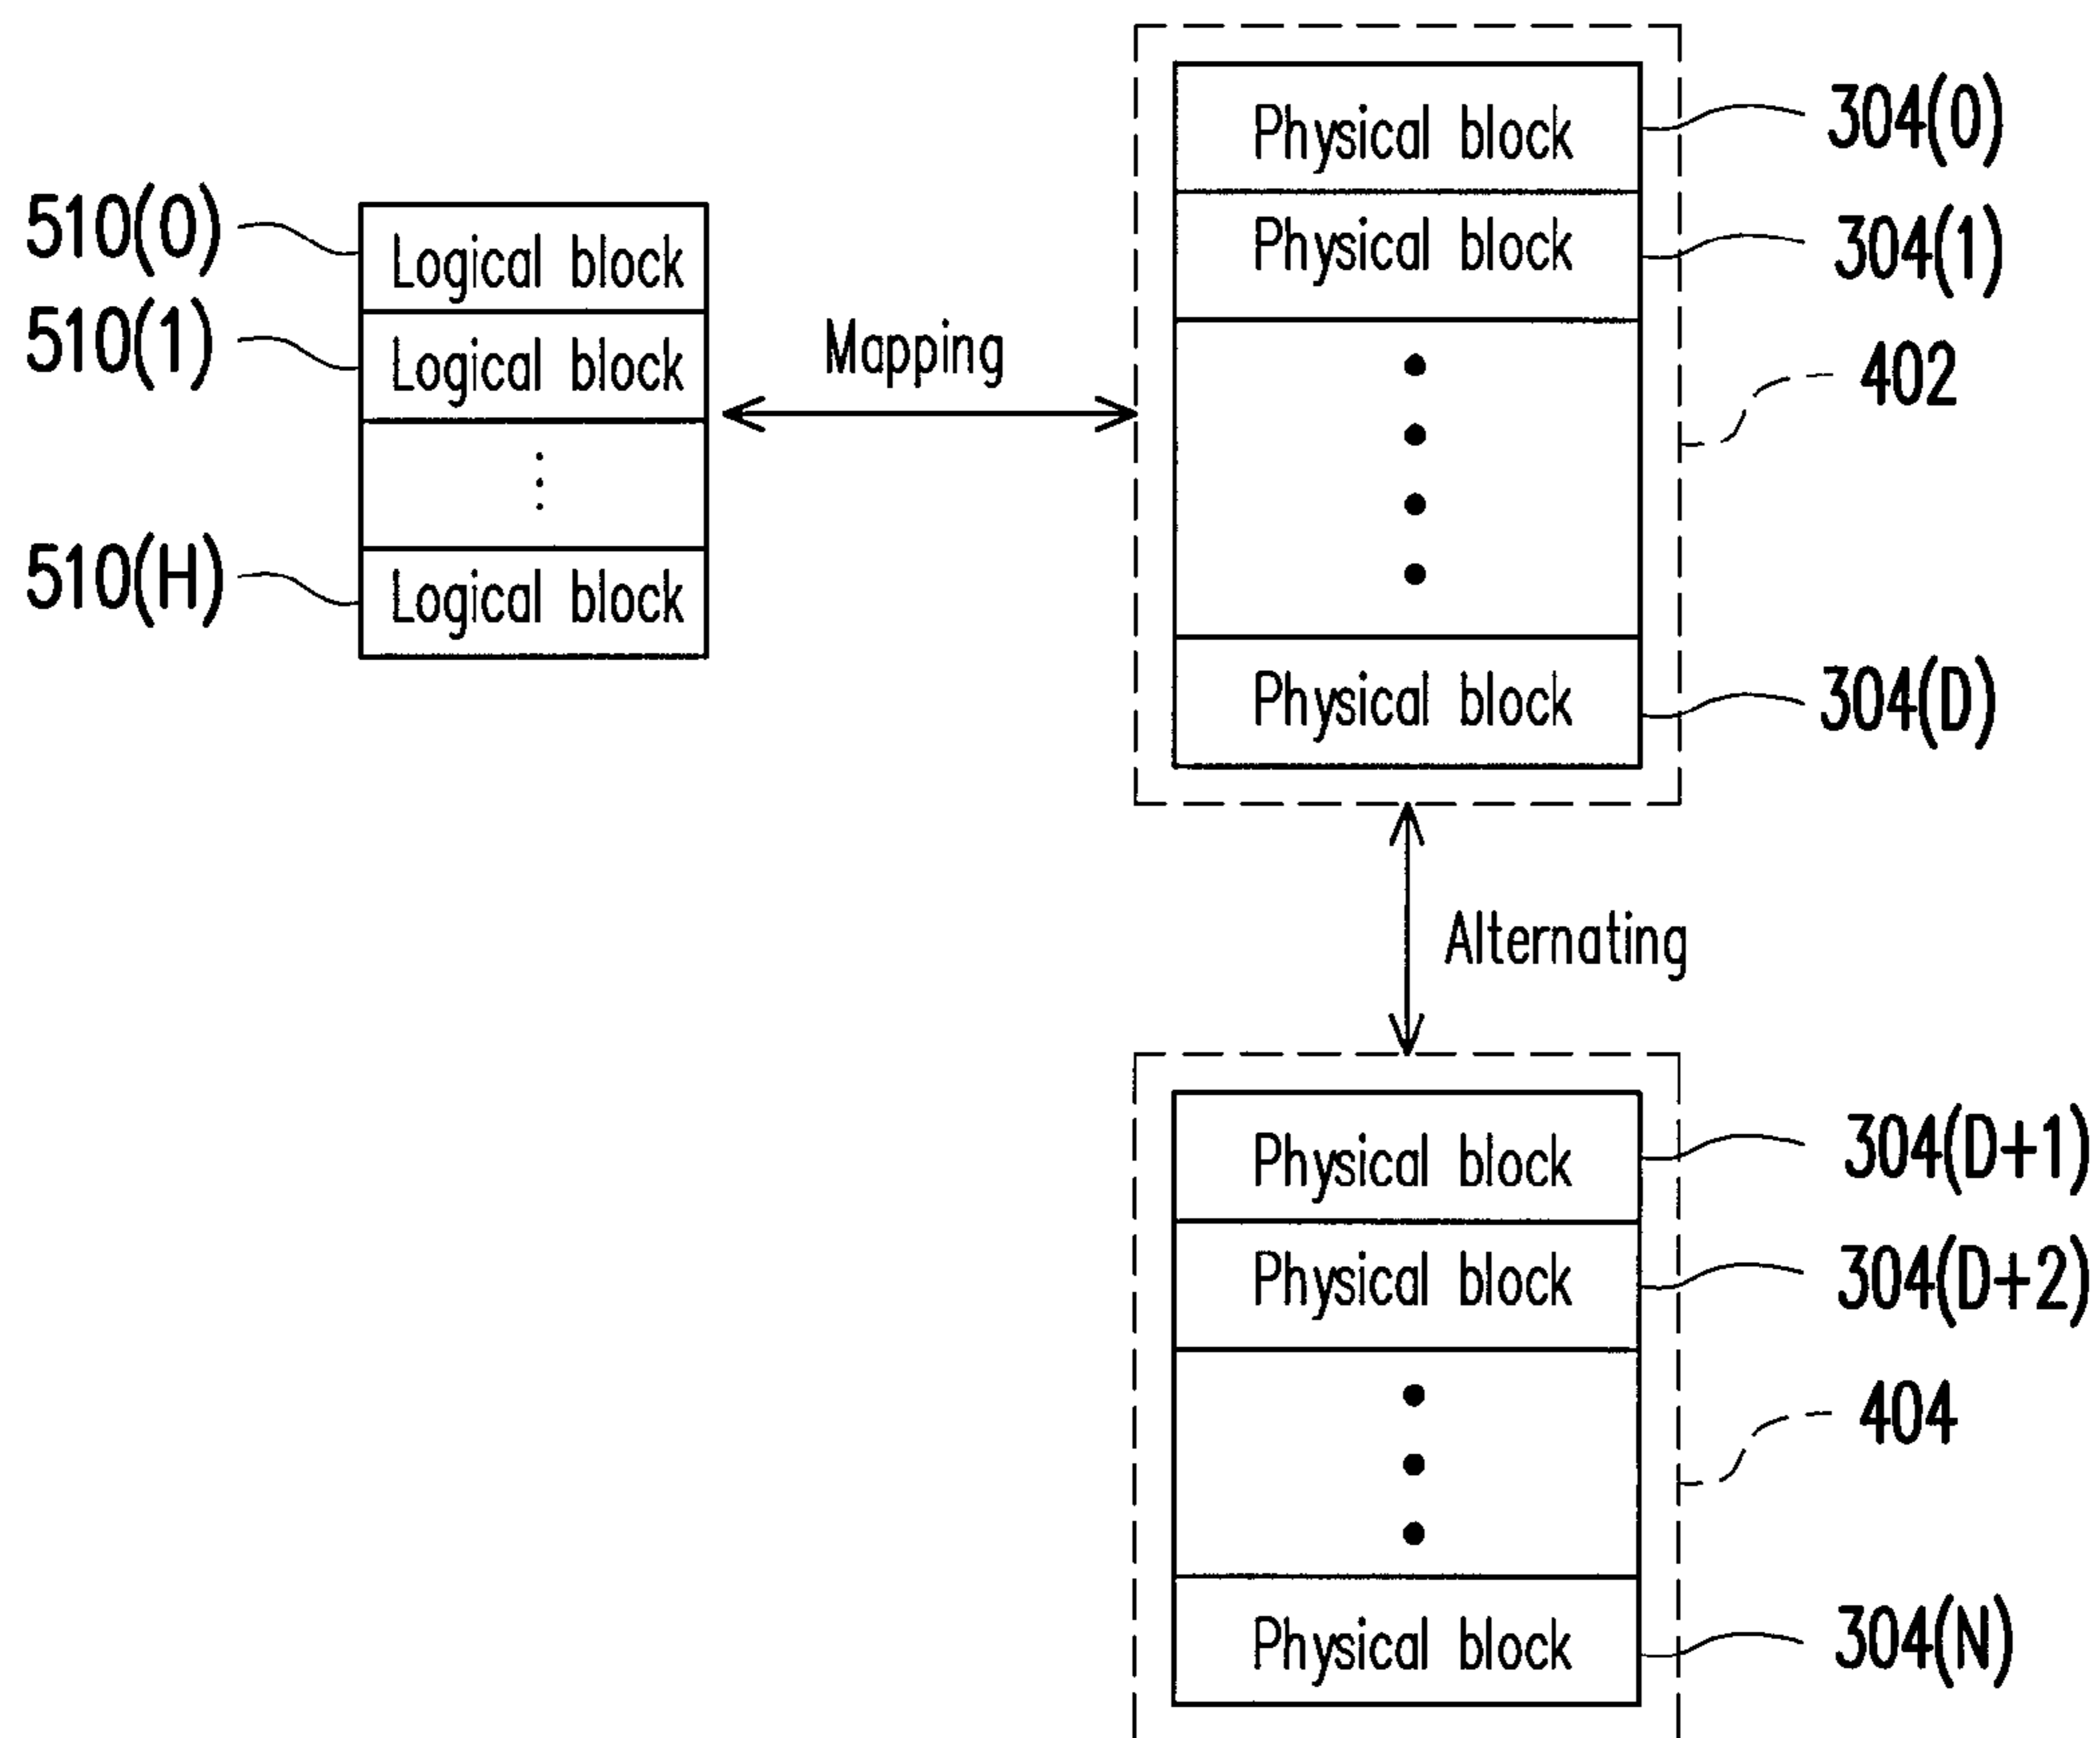 Physical block 304(0)
510(0) Logical block
Physical block 304(1)
510(1) Logical block
Mapping
402
510(H) Logical block
Physical block 304(D)
Alternating
Physical block 304(D+1)
Physical block 304(D+2)
404
Physical block 304(N)